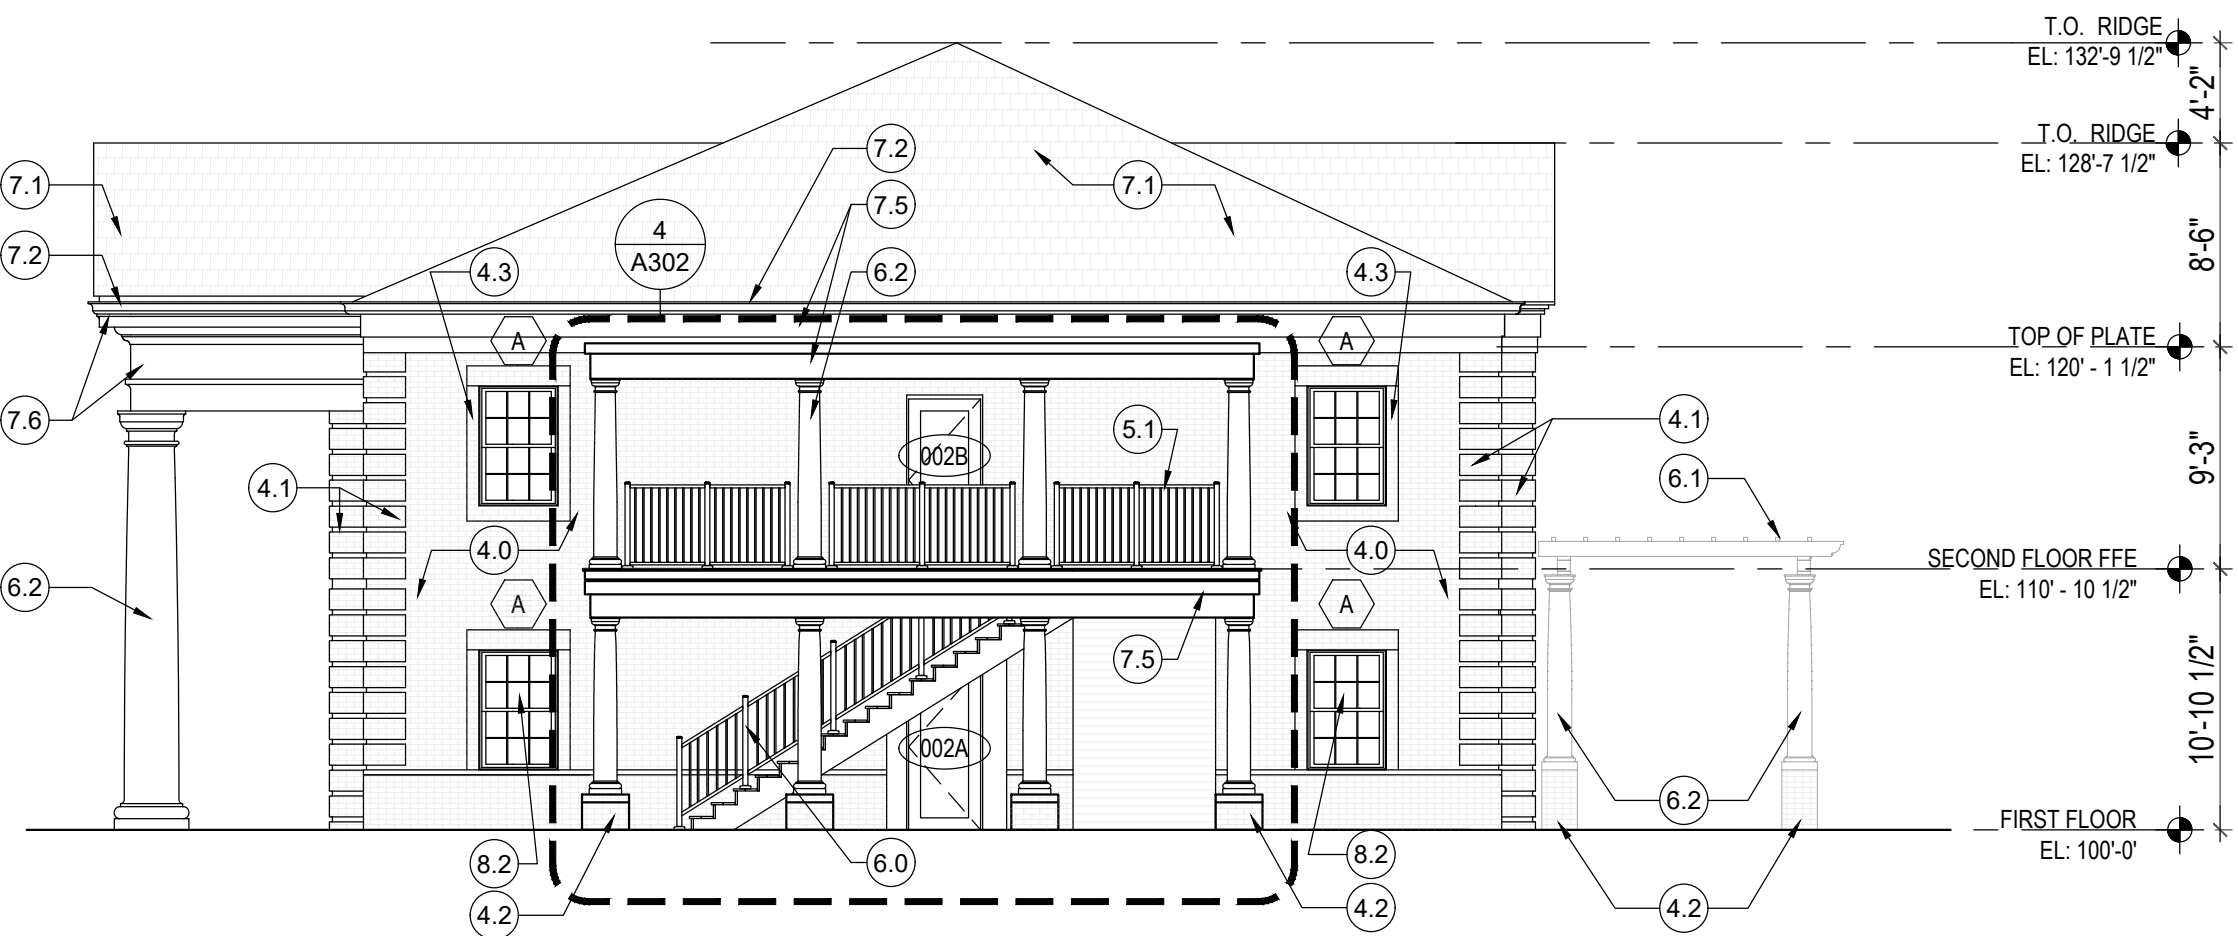 T.O. RIDGE
EL: 132'-9 1/2"
4'-2"
T.O. RIDGE
EL: 128'-7 1/2"
7.2
7.1
7.1
7.5
4
A302
8'-6"
7.2
4.3
6.2
4.3
A
A
TOP OF PLATE
EL: 120' - 1 1/2"
7.6
5.1
4.1
002B
9'-3"
4.1
6.1
4.0
4.0
SECOND FLOOR FFE
EL: 110' - 10 1/2"
6.2
A
A
7.5
10'-10 1/2"
002A
6.2
FIRST FLOOR
EL: 100'-0'
8.2
6.0
8.2
4.2
4.2
4.2